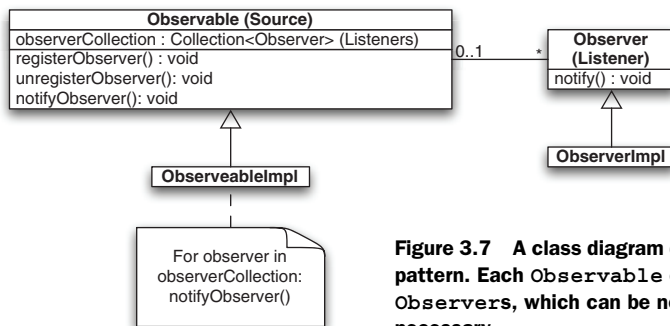 Observable (Source)
observerCollection : Collection<Observer> (Listeners)
registerObserver() : void
unregisterObserver(): void
notifyObserver(): void
0..1
*
Observer
(Listener)
notify() : void
ObserveableImpl
ObserverImpl
For observer in
observerCollection:
notifyObserver()
Figure 3.7 A class diagram
pattern. Each Observable
Observers, which can be
necessary